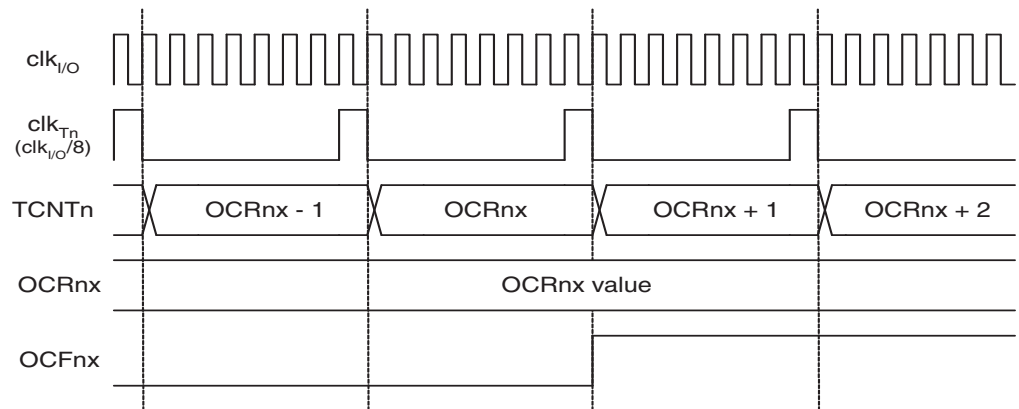 clkI/O
clkTn
(clkI/O/8)
TCNTn OCRnx - 1 OCRnx OCRnx + 1 OCRnx + 2
OCRnx OCRnx value
OCFnx